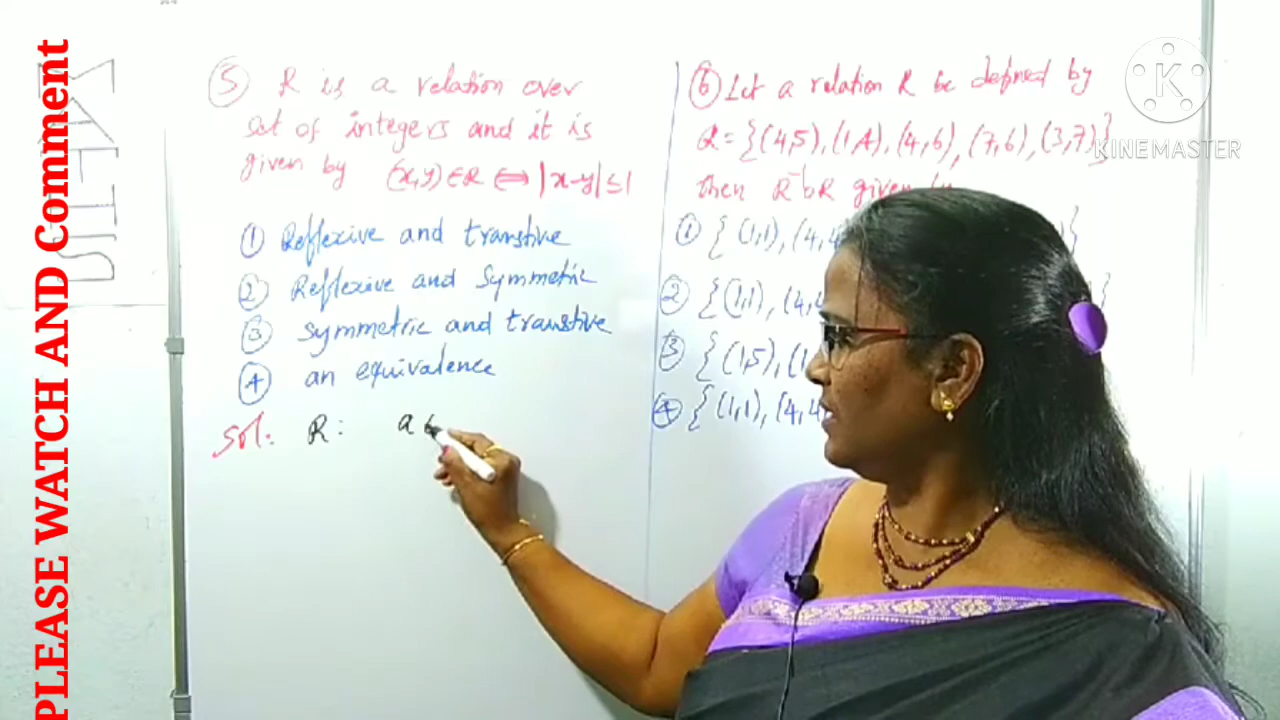 PLEASE WATCH AND Comment
⑤ R is a relation over
set of integers and it is
given by (x,y) ∈ R ⟺ |x-y| ≤ 1
① Reflexive and transtive
② Reflexive and Symmetric
③ symmetric and transtive
④ an equivalence
Sol: R: a
⑥ Let a relation R be defined by
R = {(4,5), (1,4), (4,6), (7,6), (3,7)}
then R⁻¹oR given
① { (1,1), (4,4
② { (1,1), (4,4
③ { (1,5), (1
④ { (1,1), (4,4
K
KINEMASTER